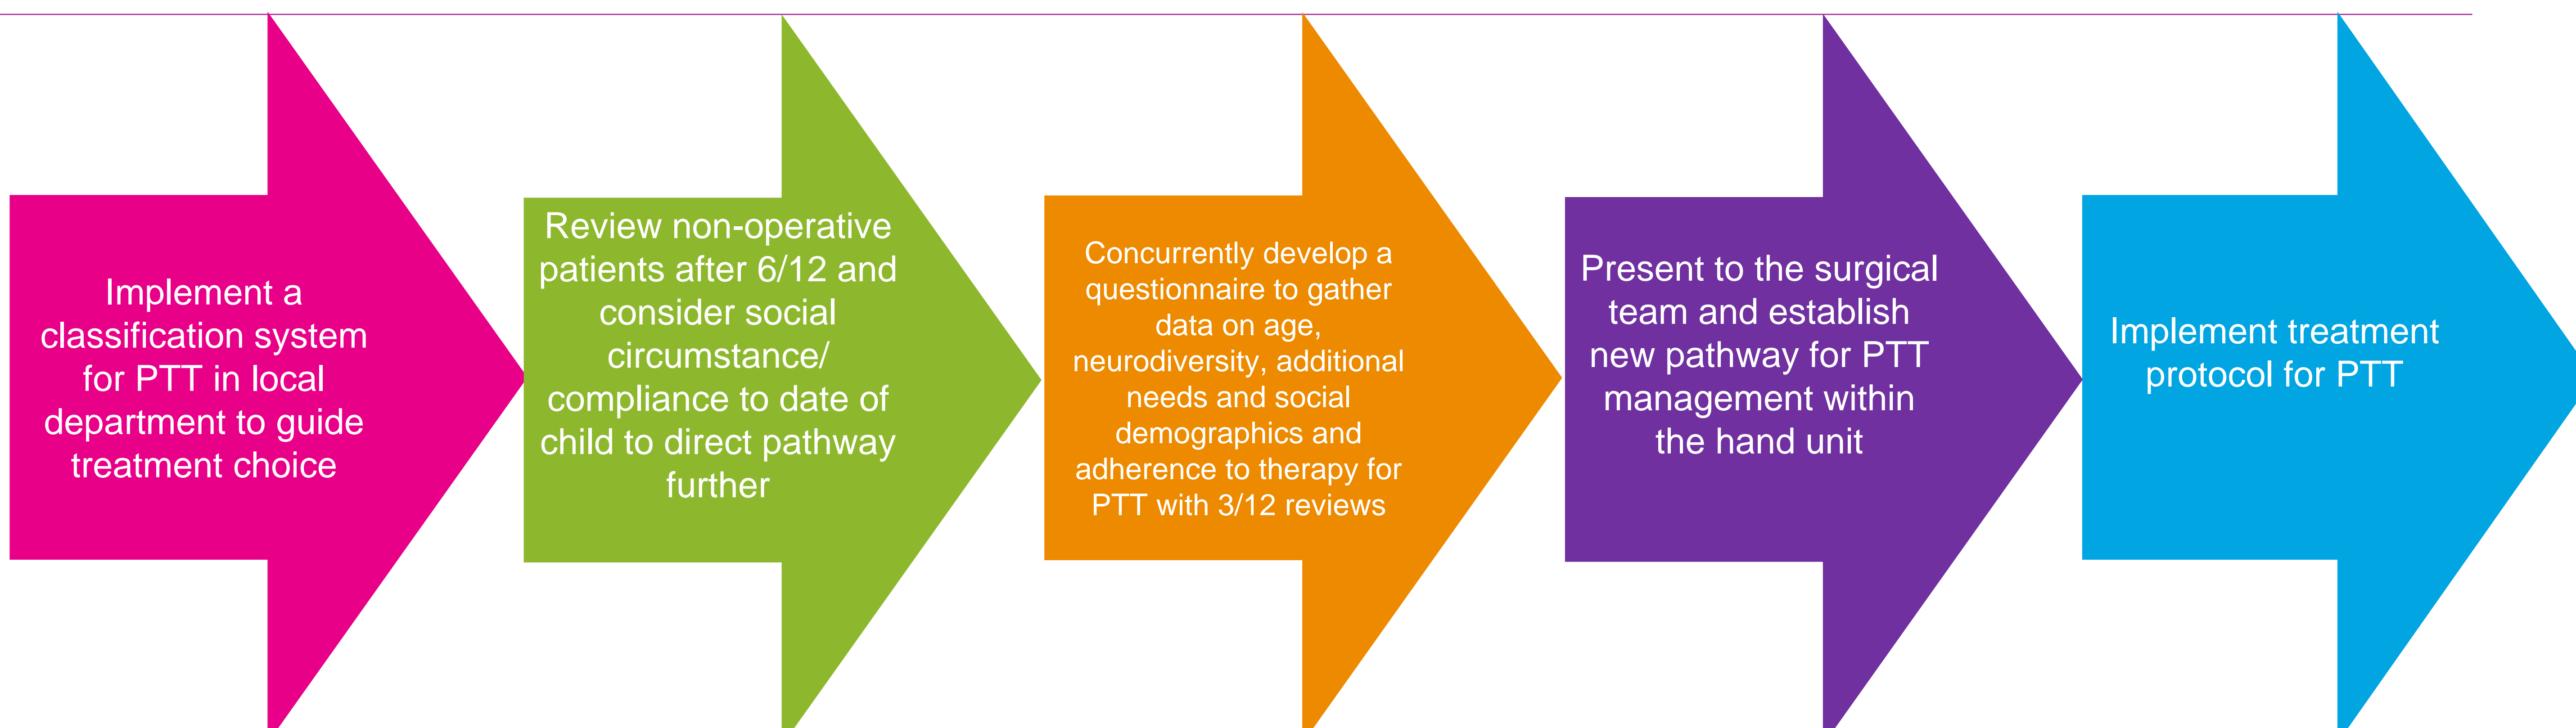 Implement a
classification system
for PTT in local
department to guide
treatment choice
Review non-operative
patients after 6/12 and
consider social
circumstance/
compliance to date of
child to direct pathway
further
Concurrently develop a
questionnaire to gather
data on age,
neurodiversity, additional
needs and social
demographics and
adherence to therapy for
PTT with 3/12 reviews
Present to the surgical
team and establish
new pathway for PTT
management within
the hand unit
Implement treatment
protocol for PTT